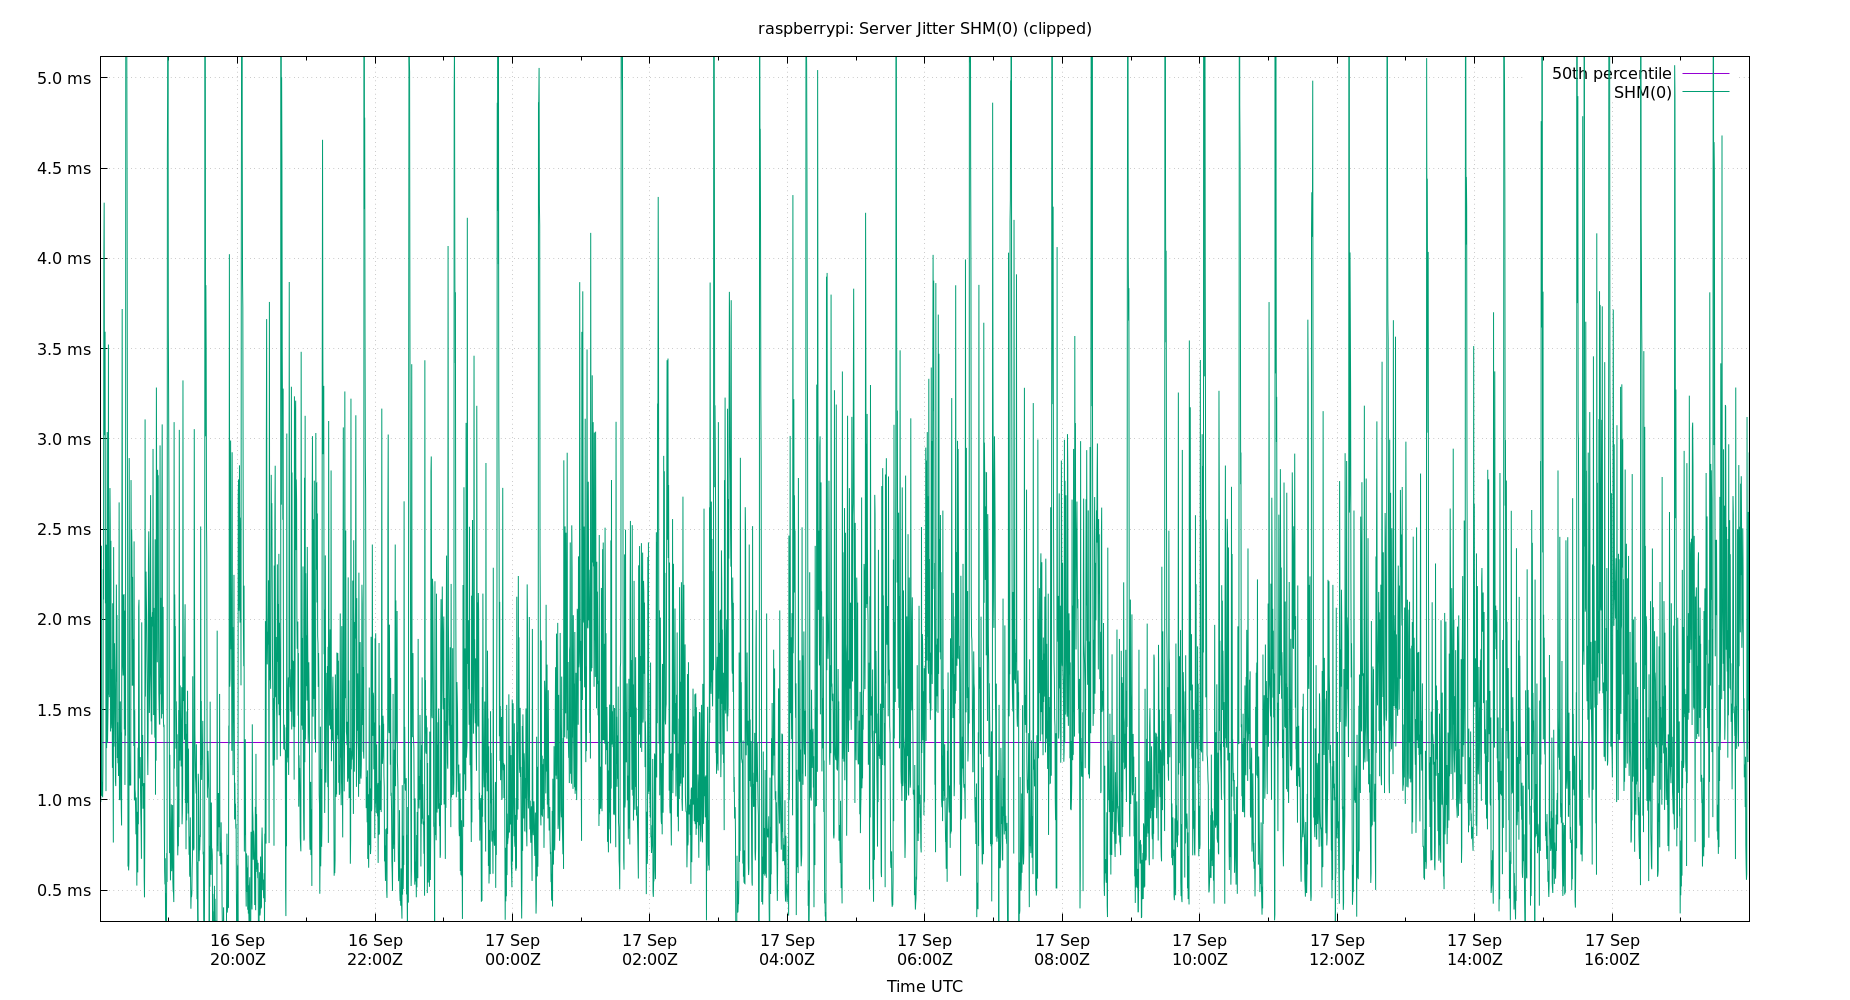 raspberrypi: Server Jitter SHM(0) (clipped)
50th percentile
SHM(0)
5.0 ms
4.5 ms
4.0 ms
3.5 ms
3.0 ms
2.5 ms
2.0 ms
1.5 ms
1.0 ms
0.5 ms
16 Sep 16 Sep 17 Sep 17 Sep 17 Sep 17 Sep 17 Sep 17 Sep 17 Sep 17 Sep 17 Sep
20:00Z 22:00Z 00:00Z 02:00Z 04:00Z 06:00Z 08:00Z 10:00Z 12:00Z 14:00Z 16:00Z
Time UTC